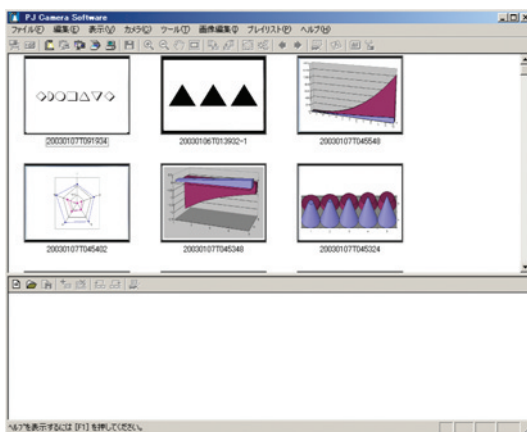 PJ Camera Software
ファイル(F) 編集(E) 表示(V) カメラ(C) ツール(T) 画像編集(I) プレイリスト(P) ヘルプ(H)
20030107T091934 20030106T013932-1 20030107T045548
20030107T045402 20030107T045348 20030107T045324
ヘルプを表示するには [F1] を押してください。